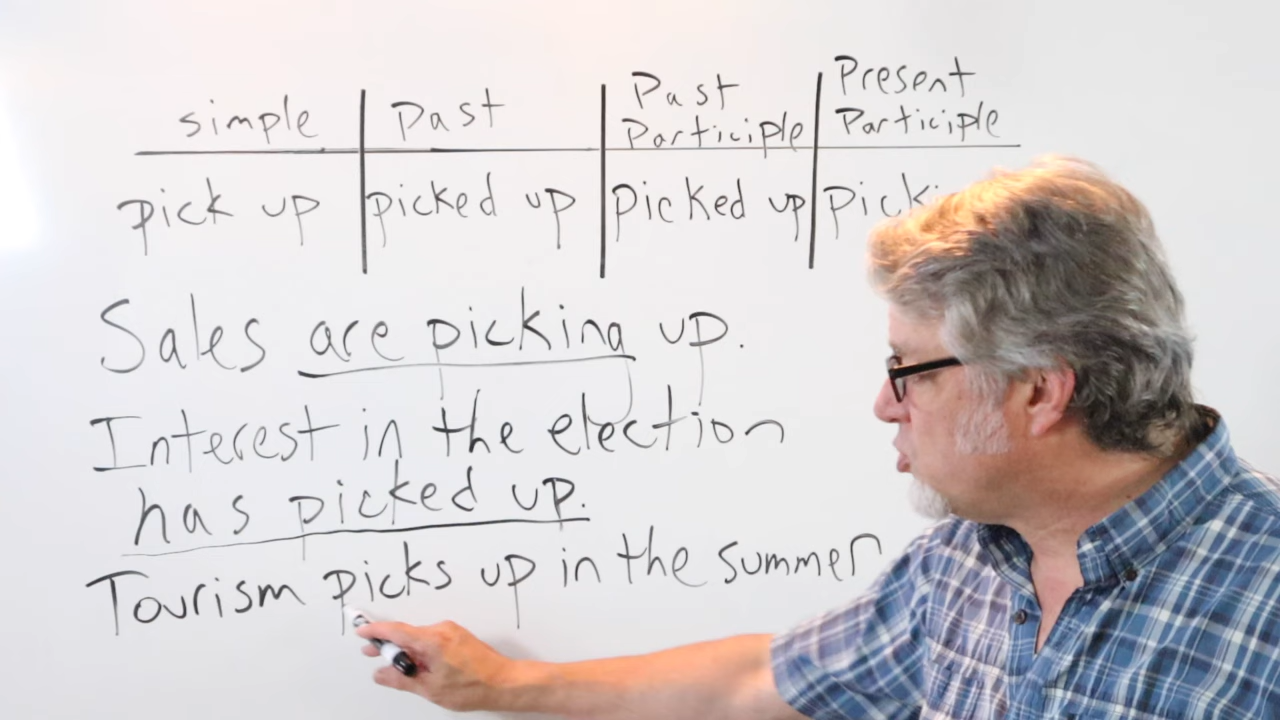 simple Past Past Participle Present Participle
pick up picked up picked up
Sales are picking up.
Interest in the election
has picked up.
Tourism picks up in the summer